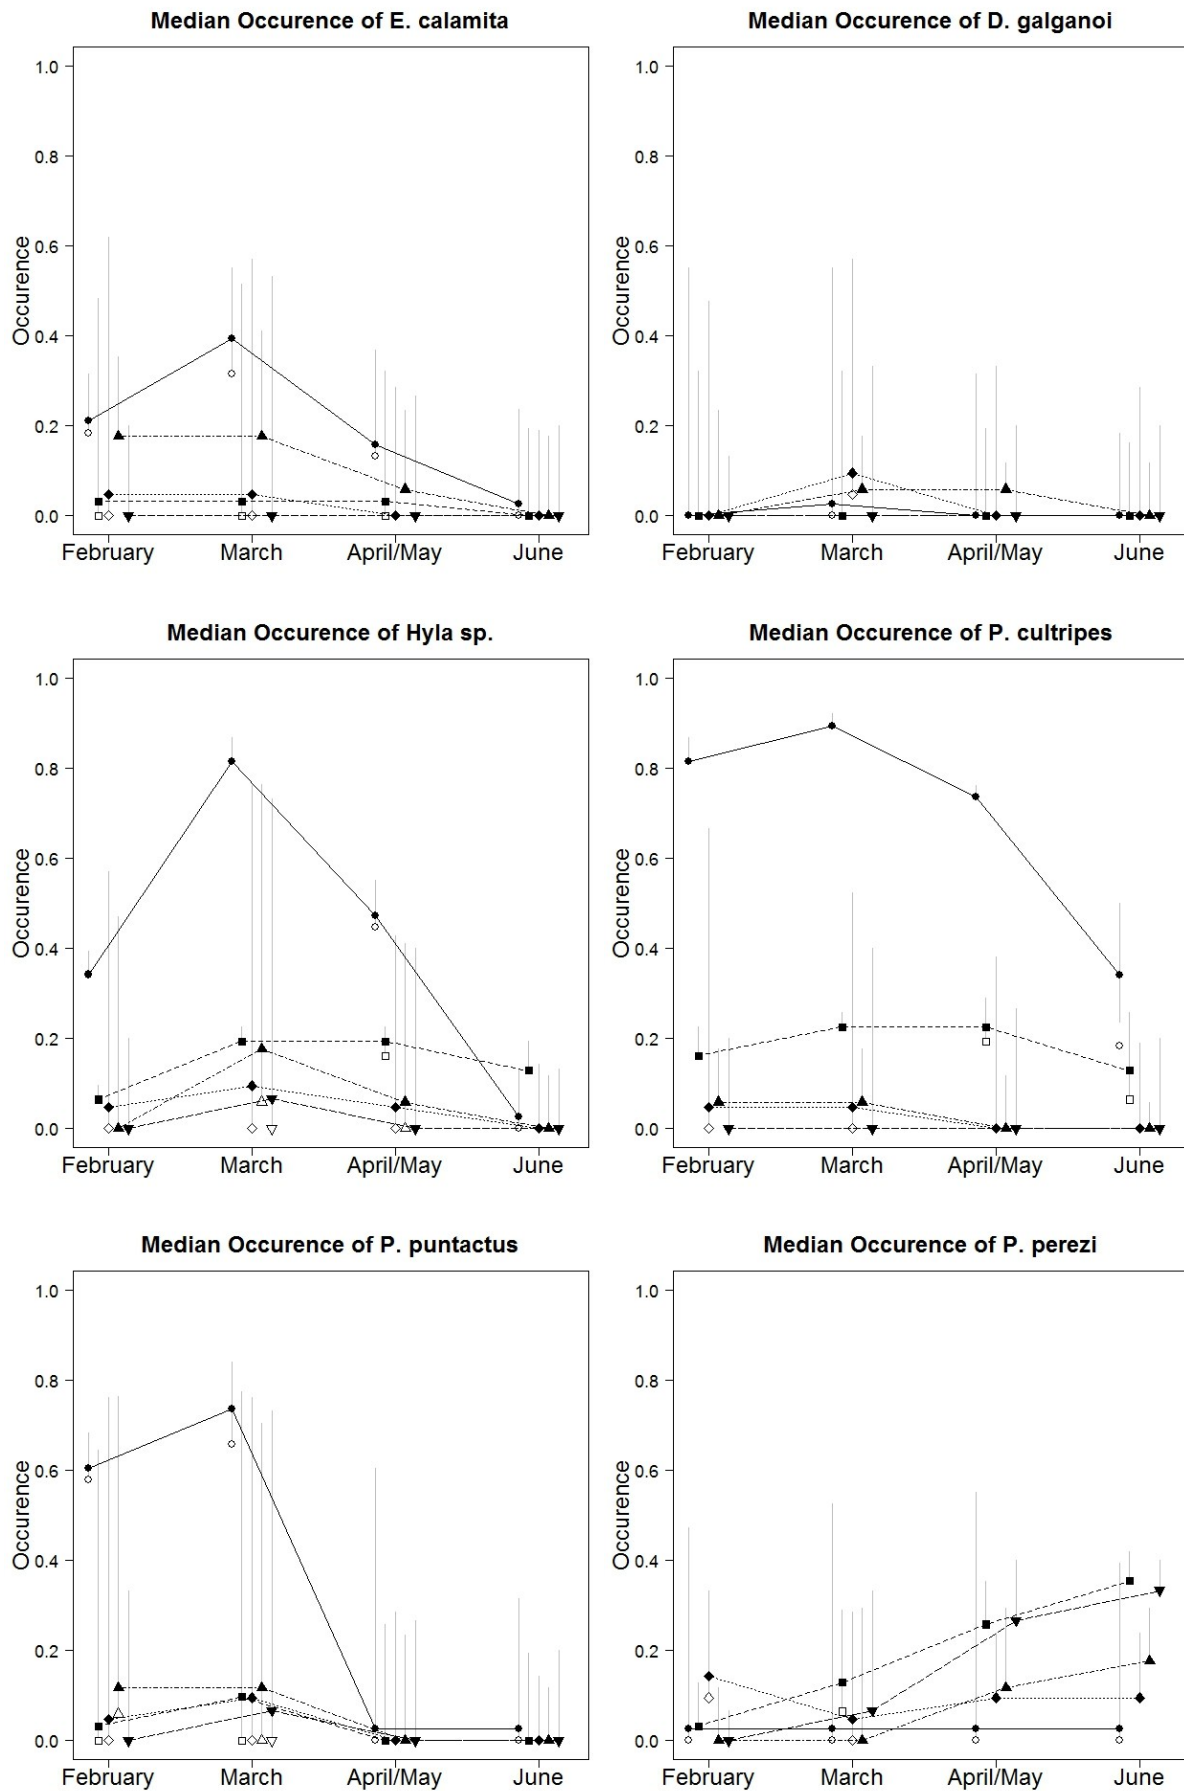 Median Occurence of E. calamita
Occurence
1.0
0.8
0.6
0.4
0.2
0.0
February March April/May June
Median Occurence of D. galganoi
Occurence
1.0
0.8
0.6
0.4
0.2
0.0
February March April/May June
Median Occurence of Hyla sp.
Occurence
1.0
0.8
0.6
0.4
0.2
0.0
February March April/May June
Median Occurence of P. cultripes
Occurence
1.0
0.8
0.6
0.4
0.2
0.0
February March April/May June
Median Occurence of P. puntactus
Occurence
1.0
0.8
0.6
0.4
0.2
0.0
February March April/May June
Median Occurence of P. perezi
Occurence
1.0
0.8
0.6
0.4
0.2
0.0
February March April/May June